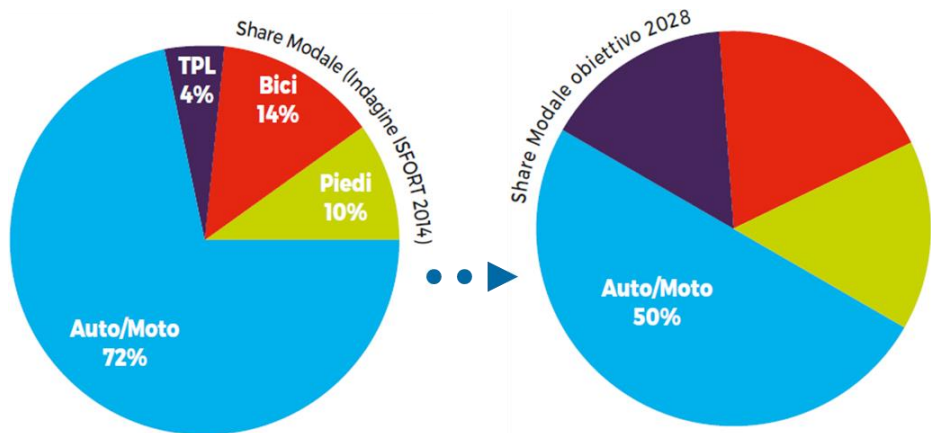 Share Modale (Indagine ISFORT 2014)
TPL
4%
Bici
14%
Piedi
10%
Auto/Moto
72%
Share Modale obiettivo 2028
Auto/Moto
50%